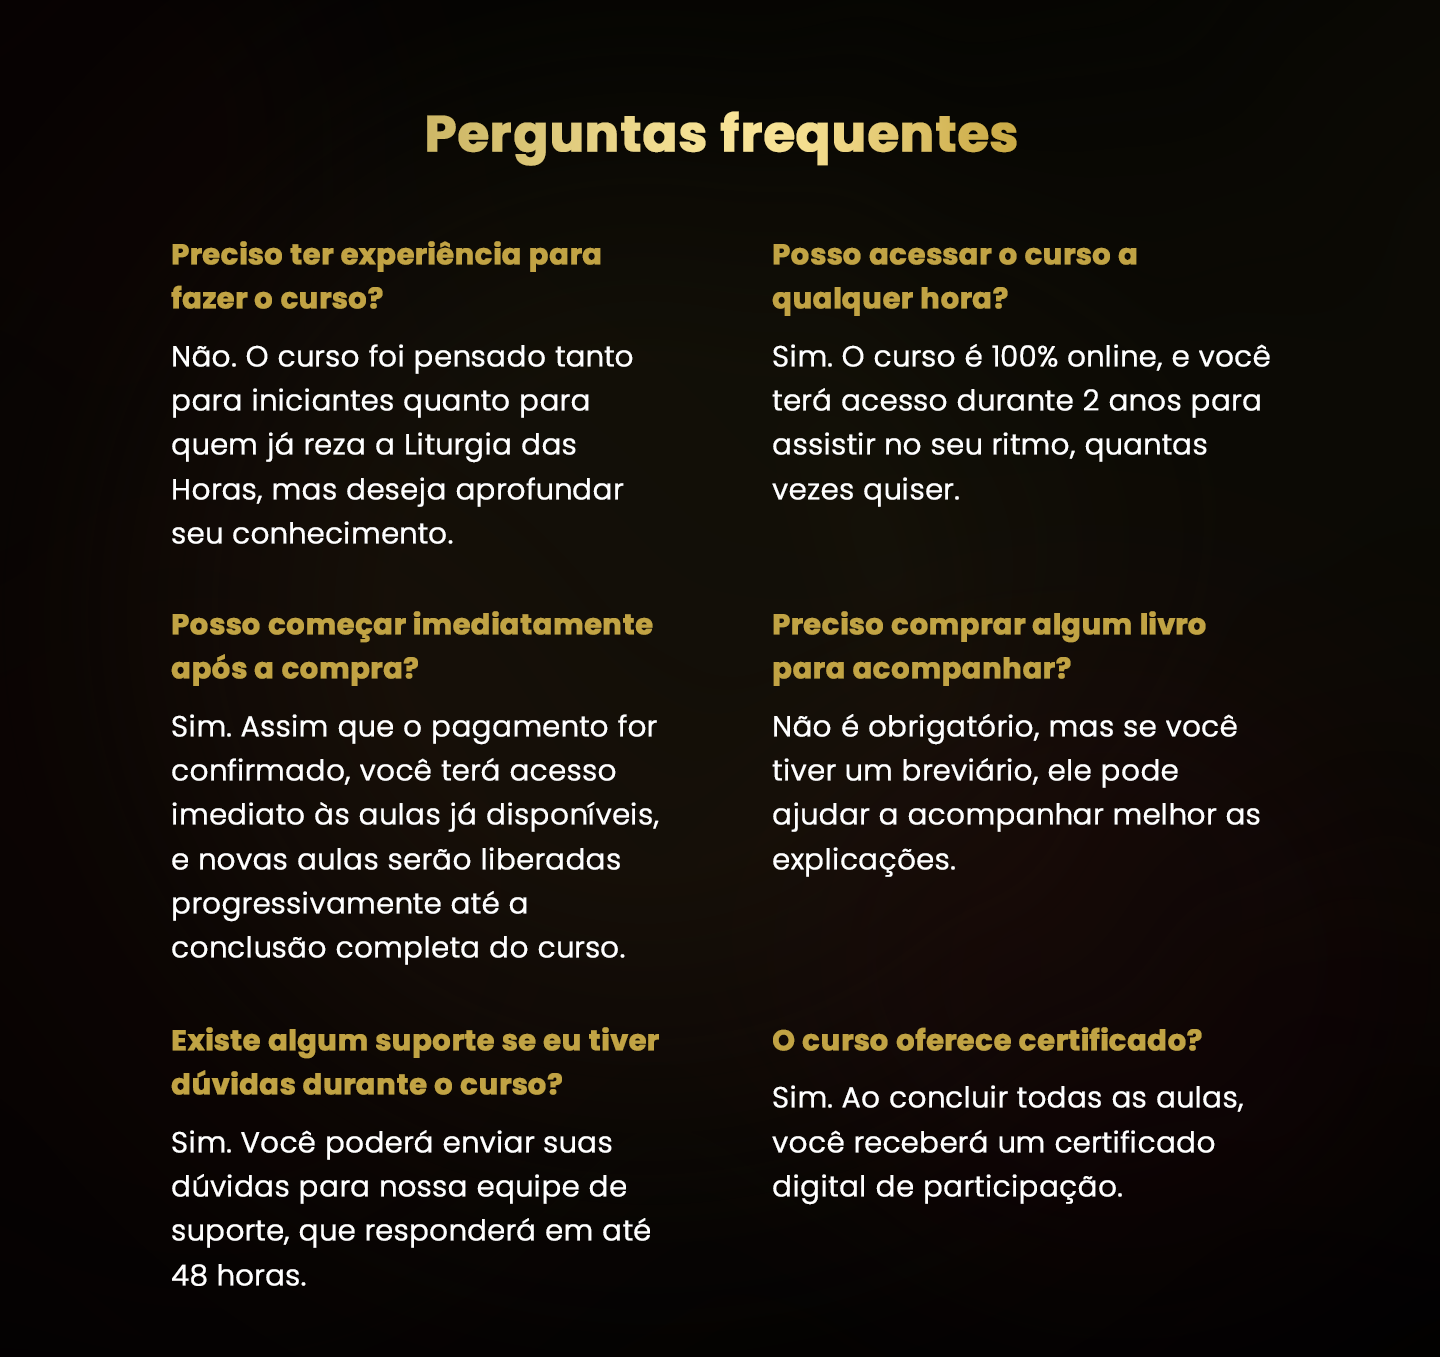 Perguntas frequentes
Preciso ter experiência para
fazer o curso?
Não. O curso foi pensado tanto
para iniciantes quanto para
quem já reza a Liturgia das
Horas, mas deseja aprofundar
seu conhecimento.
Posso acessar o curso a
qualquer hora?
Sim. O curso é 100% online, e você
terá acesso durante 2 anos para
assistir no seu ritmo, quantas
vezes quiser.
Posso começar imediatamente
após a compra?
Sim. Assim que o pagamento for
confirmado, você terá acesso
imediato às aulas já disponíveis,
e novas aulas serão liberadas
progressivamente até a
conclusão completa do curso.
Preciso comprar algum livro
para acompanhar?
Não é obrigatório, mas se você
tiver um breviário, ele pode
ajudar a acompanhar melhor as
explicações.
Existe algum suporte se eu tiver
dúvidas durante o curso?
Sim. Você poderá enviar suas
dúvidas para nossa equipe de
suporte, que responderá em até
48 horas.
O curso oferece certificado?
Sim. Ao concluir todas as aulas,
você receberá um certificado
digital de participação.